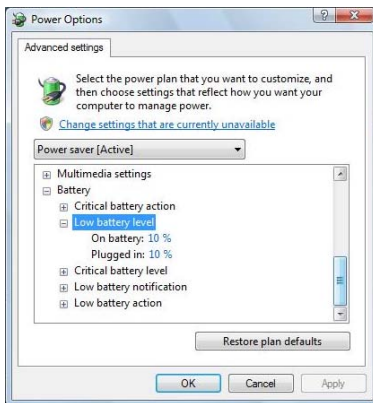 Power Options
Advanced settings
Select the power plan that you want to customize, and
then choose settings that reflect how you want your
computer to manage power.
Change settings that are currently unavailable
Power saver [Active]
Multimedia settings
Battery
Critical battery action
Low battery level
On battery: 10 %
Plugged in: 10 %
Critical battery level
Low battery notification
Low battery action
Restore plan defaults
OK Cancel Apply